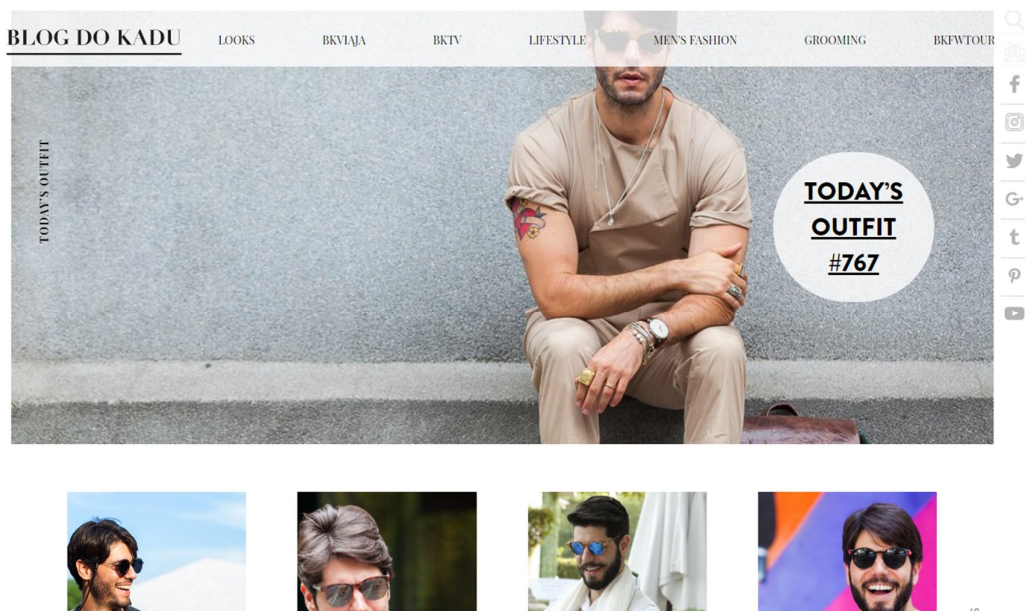 BLOG DO KADU
LOOKS
BKVIAJA
BKTV
LIFESTYLE
MEN'S FASHION
GROOMING
BKFWTOUR
TODAY'S OUTFIT
TODAY'S
OUTFIT
#767